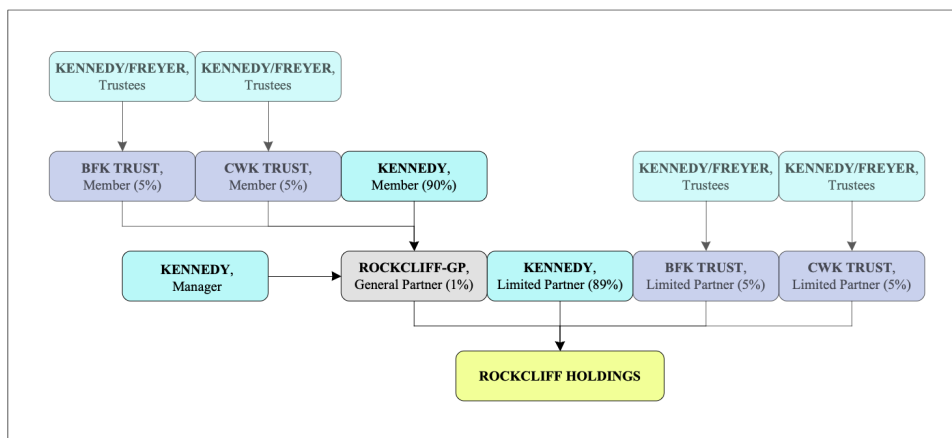 KENNEDY/FREYER,
Trustees
KENNEDY/FREYER,
Trustees
BFK TRUST,
Member (5%)
CWK TRUST,
Member (5%)
KENNEDY,
Member (90%)
KENNEDY/FREYER,
Trustees
KENNEDY/FREYER,
Trustees
KENNEDY,
Manager
ROCKCLIFF-GP,
General Partner (1%)
KENNEDY,
Limited Partner (89%)
BFK TRUST,
Limited Partner (5%)
CWK TRUST,
Limited Partner (5%)
ROCKCLIFF HOLDINGS